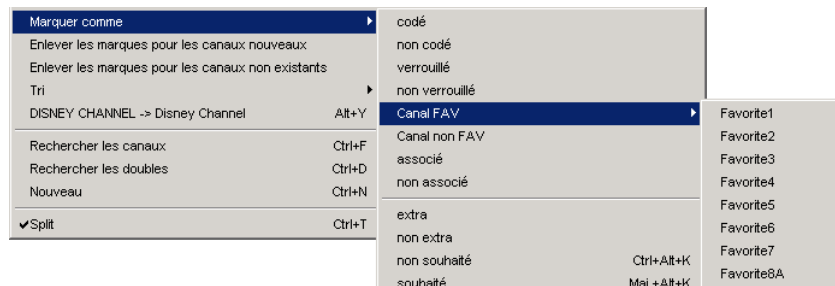 Marquer comme
Enlever les marques pour les canaux nouveaux
Enlever les marques pour les canaux non existants
Tri
DISNEY CHANNEL -> Disney Channel Alt+Y
Rechercher les canaux Ctrl+F
Rechercher les doubles Ctrl+D
Nouveau Ctrl+N
Split Ctrl+T
codé
non codé
verrouillé
non verrouillé
Canal FAV
Canal non FAV
associé
non associé
extra
non extra
non souhaité Ctrl+Alt+K
souhaité Maj +Alt+K
Favorite1
Favorite2
Favorite3
Favorite4
Favorite5
Favorite6
Favorite7
Favorite8A